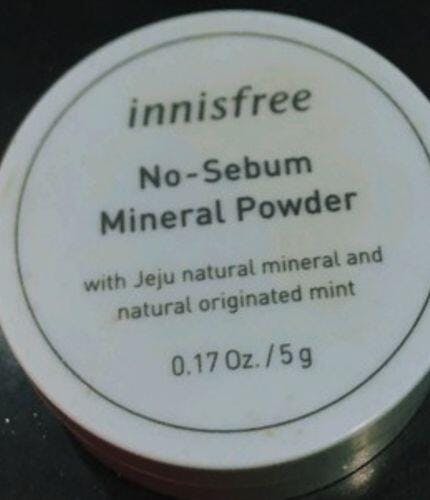 innisfree
No-Sebum
Mineral Powder
with Jeju natural mineral and
natural originated mint
0.17 Oz./5 g